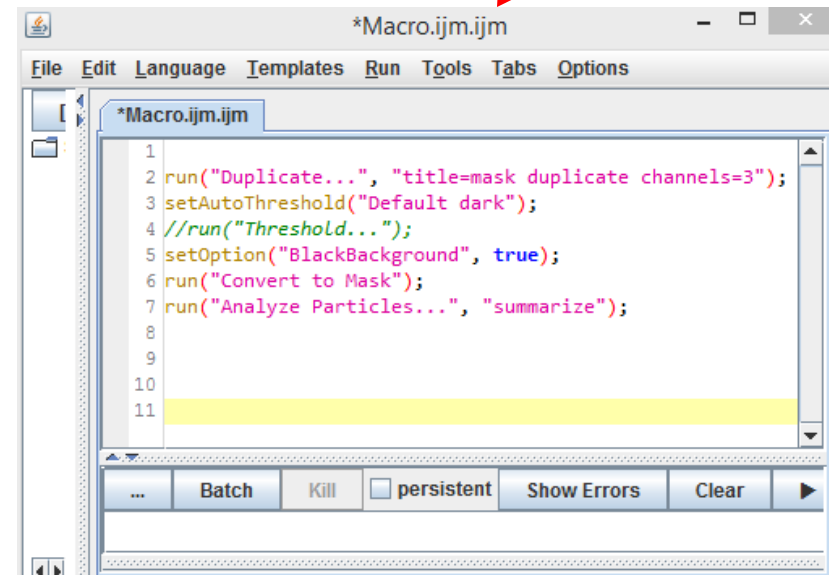 *Macro.ijm.ijm
File Edit Language Templates Run Tools Tabs Options
*Macro.ijm.ijm
1
2 run("Duplicate...", "title=mask duplicate channels=3");
3 setAutoThreshold("Default dark");
4 //run("Threshold...");
5 setOption("BlackBackground", true);
6 run("Convert to Mask");
7 run("Analyze Particles...", "summarize");
8
9
10
11
... Batch Kill persistent Show Errors Clear